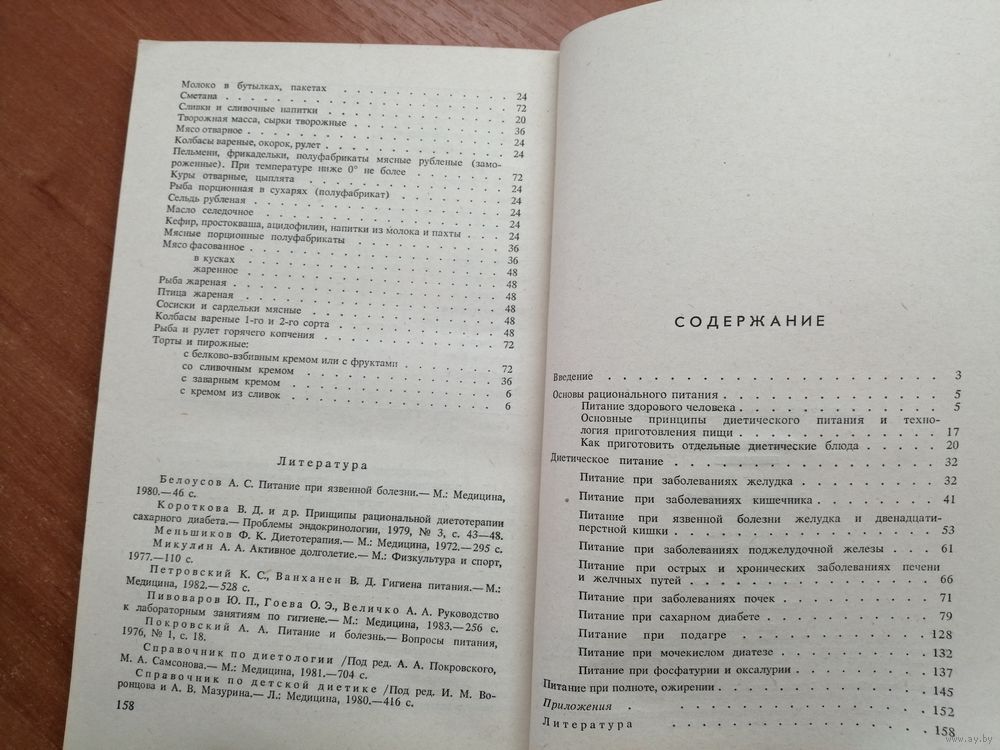 Молоко в бутылках, пакетах . . . . . . . . 24
Сметана . . . . . . . . 72
Сливки и сливочные напитки . . . . . . . . 20
Творожная масса, сырки творожные . . . . . . . . 36
Мясо отварное . . . . . . . . 24
Колбасы вареные, окорок, рулет . . . . . . . . 24
Пельмени, фрикадельки, полуфабрикаты мясные рубленые (замо-
роженные). При температуре ниже 0° не более . . . . 72
Куры отварные, цыплята . . . . . . . . 24
Рыба порционная в сухарях (полуфабрикат) . . . . . . . . 24
Сельдь рубленая . . . . . . . . 24
Масло селедочное . . . . . . . . 24
Кефир, простокваша, ацидофилин, напитки из молока и пахты . . . . 24
Мясные порционные полуфабрикаты . . . . . . . . 36
Мясо фасованное . . . . . . . . 36
в кусках . . . . . . . .
жаренное . . . . . . . . 48
Рыба жареная . . . . . . . . 48
Птица жареная . . . . . . . . 48
Сосиски и сардельки мясные . . . . . . . . 48
Колбасы вареные 1-го и 2-го сорта . . . . . . . . 48
Рыба и рулет горячего копчения . . . . . . . . 72
Торты и пирожные:
с белково-взбивным кремом или с фруктами . . . . . . . . 72
со сливочным кремом . . . . . . . . 36
с заварным кремом . . . . . . . . 6
с кремом из сливок . . . . . . . . 6
Литература
Белоусов А. С. Питание при язвенной болезни.— М.: Медицина,
1980.—46 с.
Короткова В. Д. и др. Принципы рациональной диетотерапии
сахарного диабета.— Проблемы эндокринологии, 1979, № 3, с. 43—48.
Меньшиков Ф. К. Диетотерапия.— М.: Медицина, 1972.—295 с.
Микулин А. А. Активное долголетие.— М.: Физкультура и спорт,
1977.—110 с.
Петровский К. С., Ванханен В. Д. Гигиена питания.— М.:
Медицина, 1982.—528 с.
Пивоваров Ю. П., Гоева О. Э., Величко А. А. Руководство
к лабораторным занятиям по гигиене.— М.: Медицина, 1983.—256 с.
Покровский А. А. Питание и болезнь.— Вопросы питания,
1976, № 1, с. 18.
Справочник по диетологии /Под ред. А. А. Покровского,
М. А. Самсонова.— М.: Медицина, 1981.—704 с.
Справочник по детской диетике /Под ред. И. М. Во-
ронцова и А. В. Мазурина.— Л.: Медицина, 1980.—416 с.
158
СОДЕРЖАНИЕ
Введение . . . . . . . . 3
Основы рационального питания . . . . . . . . 5
Питание здорового человека . . . . . . . . 5
Основные принципы диетического питания и техно-
логия приготовления пищи . . . . . . . . 17
Как приготовить отдельные диетические блюда . . . . 20
Диетическое питание . . . . . . . . 32
Питание при заболеваниях желудка . . . . . . . . 32
Питание при заболеваниях кишечника . . . . . . . . 41
Питание при язвенной болезни желудка и двенадцати-
перстной кишки . . . . . . . . 53
Питание при заболеваниях поджелудочной железы . . . . 61
Питание при острых и хронических заболеваниях печени
и желчных путей . . . . . . . . 66
Питание при заболеваниях почек . . . . . . . . 71
Питание при сахарном диабете . . . . . . . . 79
Питание при подагре . . . . . . . . 128
Питание при мочекислом диатезе . . . . . . . . 132
Питание при фосфатурии и оксалурии . . . . . . . . 137
Питание при полноте, ожирении . . . . . . . . 145
Приложения . . . . . . . . 152
Литература . . . . . . . . 158
www.ay.by